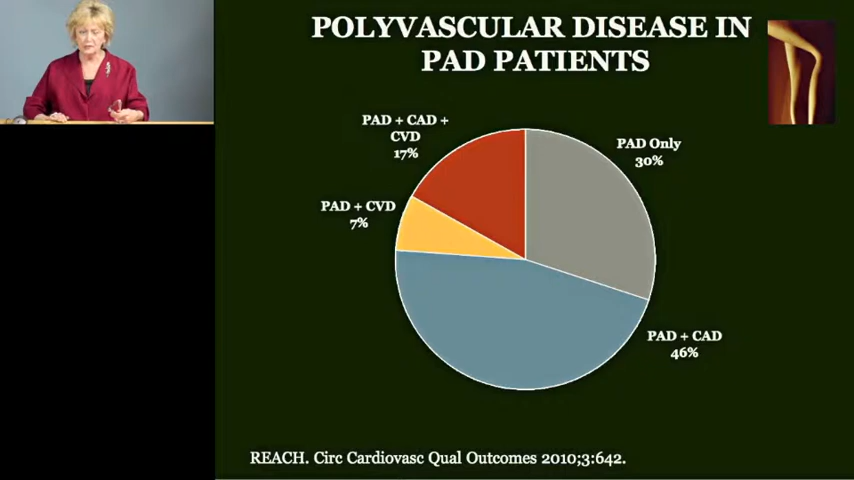 POLYVASCULAR DISEASE IN
PAD PATIENTS
PAD + CAD +
CVD
17%
PAD Only
30%
PAD + CVD
7%
PAD + CAD
46%
REACH. Circ Cardiovasc Qual Outcomes 2010;3:642.